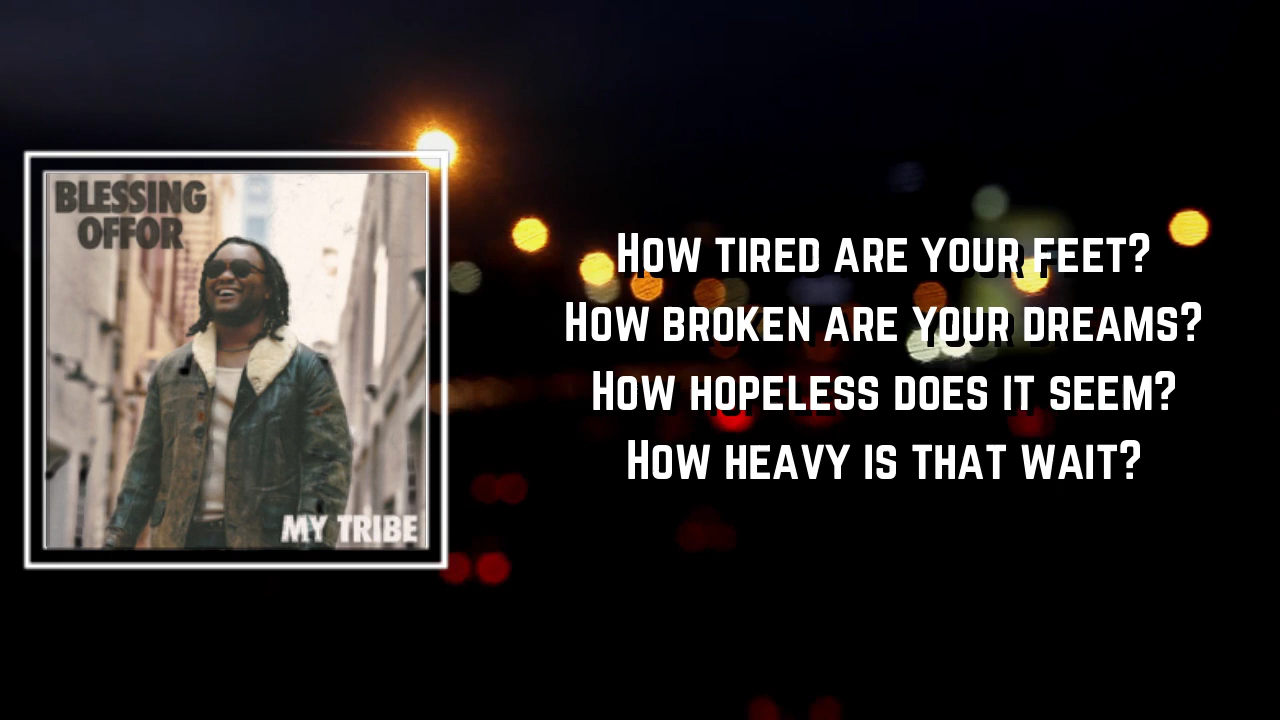 BLESSING
OFFOR
MY TRIBE
How tired are your feet?
How broken are your dreams?
How hopeless does it seem?
How heavy is that wait?